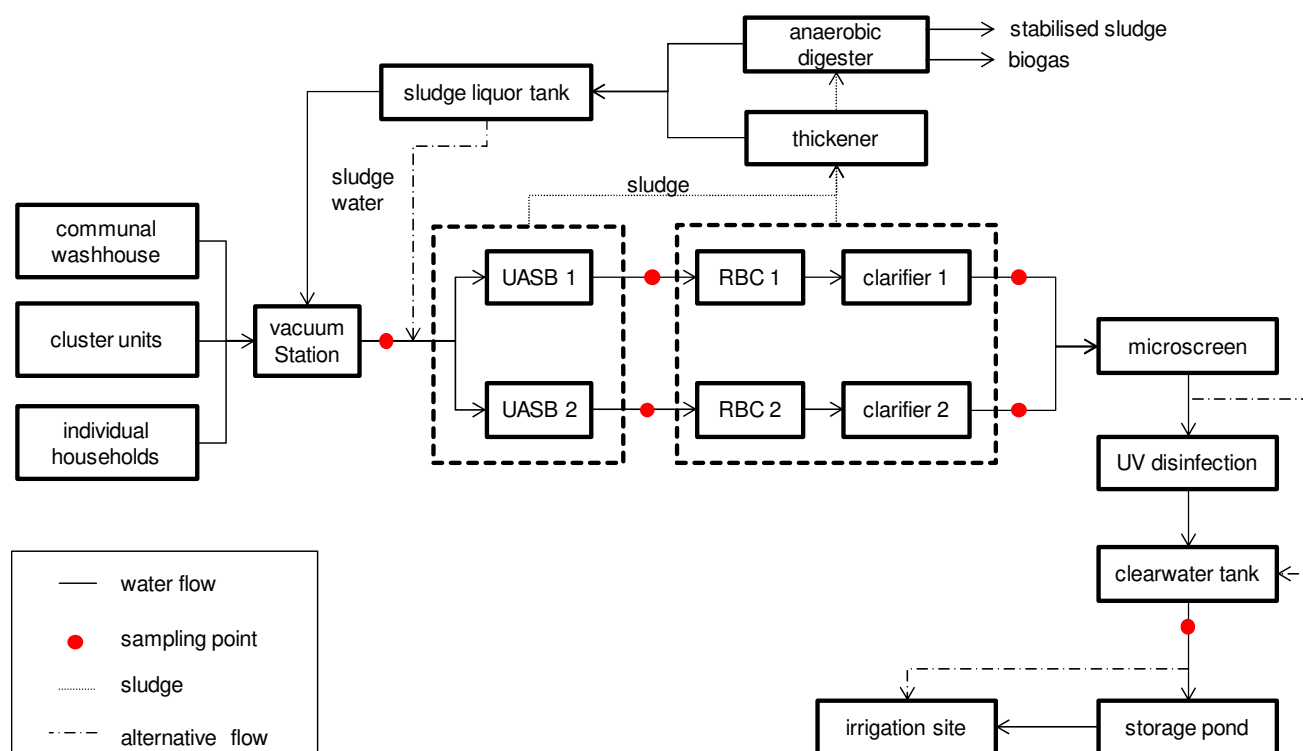 anaerobic
digester
stabilised sludge
biogas
sludge liquor tank
thickener
sludge
water
sludge
communal
washhouse
cluster units
individual
households
vacuum
Station
UASB 1
RBC 1
clarifier 1
UASB 2
RBC 2
clarifier 2
microscreen
UV disinfection
clearwater tank
irrigation site
storage pond
water flow
sampling point
sludge
alternative flow